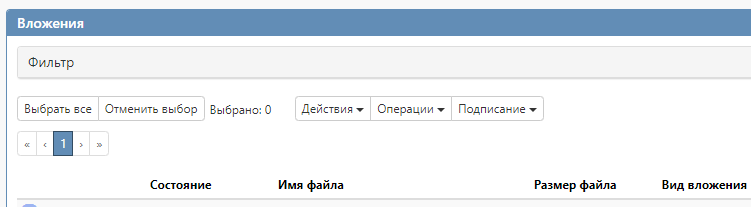 Вложения
Фильтр
Выбрать все Отменить выбор Выбрано: 0 Действия Операции Подписание
« ‹ 1 › »
Состояние Имя файла Размер файла Вид вложения